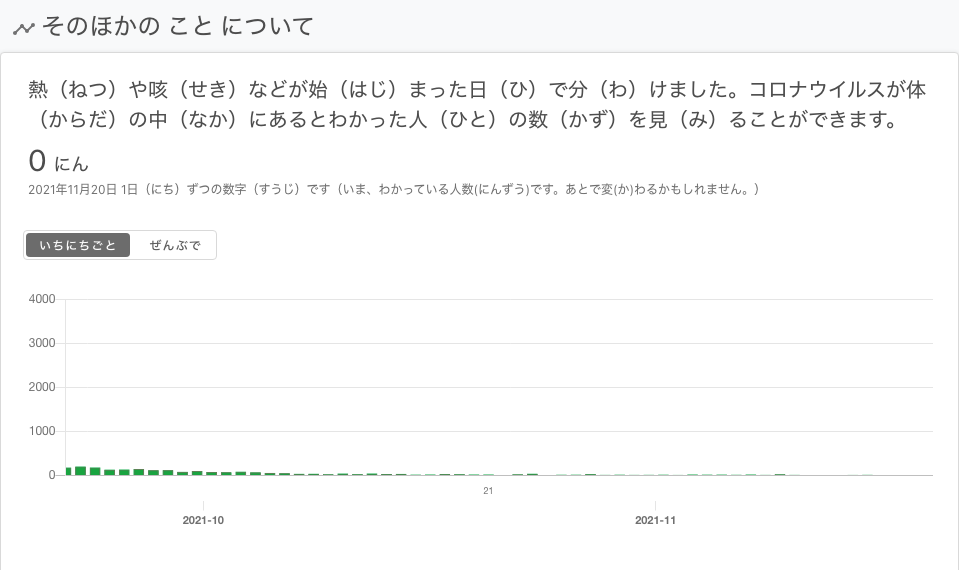 そのほかの こと について
熱（ねつ）や咳（せき）などが始（はじ）まった日（ひ）で分（わ）けました。コロナウイルスが体
（からだ）の中（なか）にあるとわかった人（ひと）の数（かず）を見（み）ることができます。
0 にん
2021年11月20日 1日（にち）ずつの数字（すうじ）です（いま、わかっている人数(にんずう)です。あとで変(か)わるかもしれません。）
いちにちごと ぜんぶで
4000
3000
2000
1000
0
21
2021-10 2021-11